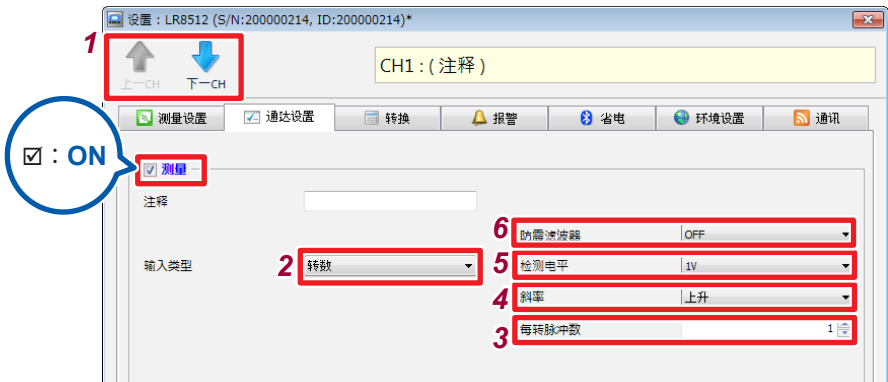 设置：LR8512 (S/N:200000214, ID:200000214)*
1
上一CH 下一CH
CH1 : ( 注释 )
测量设置 通达设置 转换 报警 省电 环境设置 通讯
☑：ON
测量
注释
6 防震滤波器 OFF
输入类型 2 转数
5 检测电平 1V
4 斜率 上升
3 每转脉冲数 1